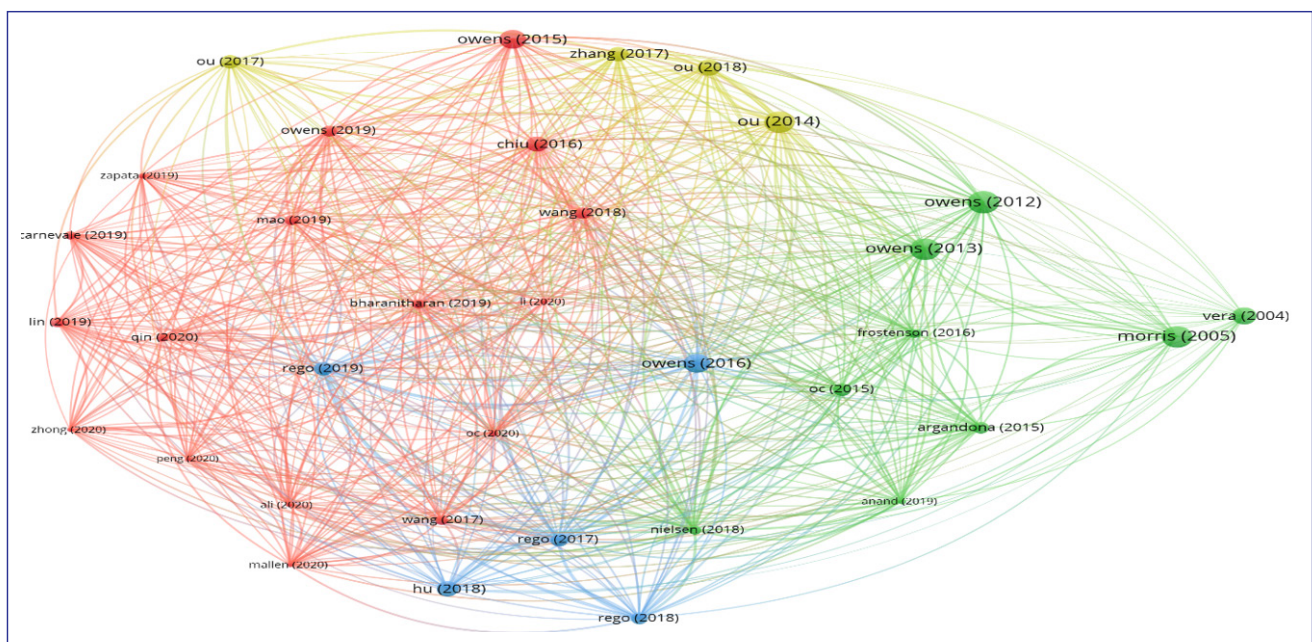 owens (2015)
zhang (2017)
ou (2017)
ou (2018)
ou (2014)
owens (2019)
chiu (2016)
zapata (2019)
owens (2012)
wang (2018)
mao (2019)
carnevale (2019)
owens (2013)
bharanitharan (2019)
li (2020)
vera (2004)
lin (2019)
frostenson (2016)
qin (2020)
morris (2005)
owens (2016)
rego (2019)
oc (2015)
zhong (2020)
oc (2020)
argandona (2015)
peng (2020)
anand (2019)
ali (2020)
wang (2017)
nielsen (2018)
rego (2017)
mallen (2020)
hu (2018)
rego (2018)